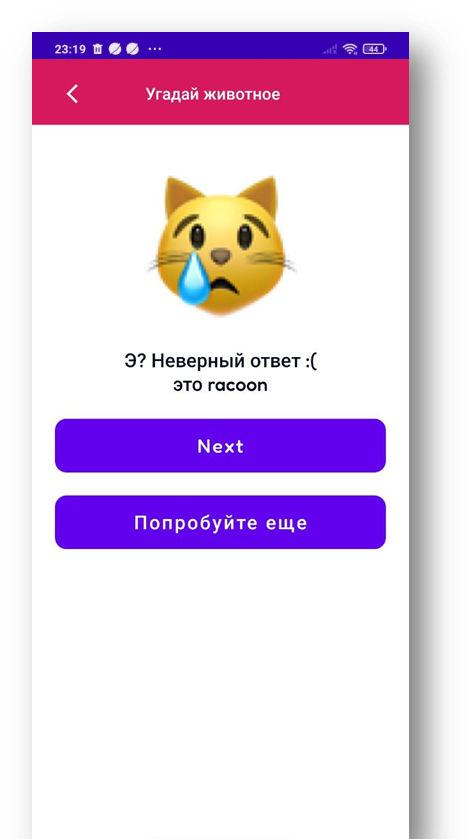 23:19
44
Угадай животное
Э? Неверный ответ :(
это racoon
Next
Попробуйте еще